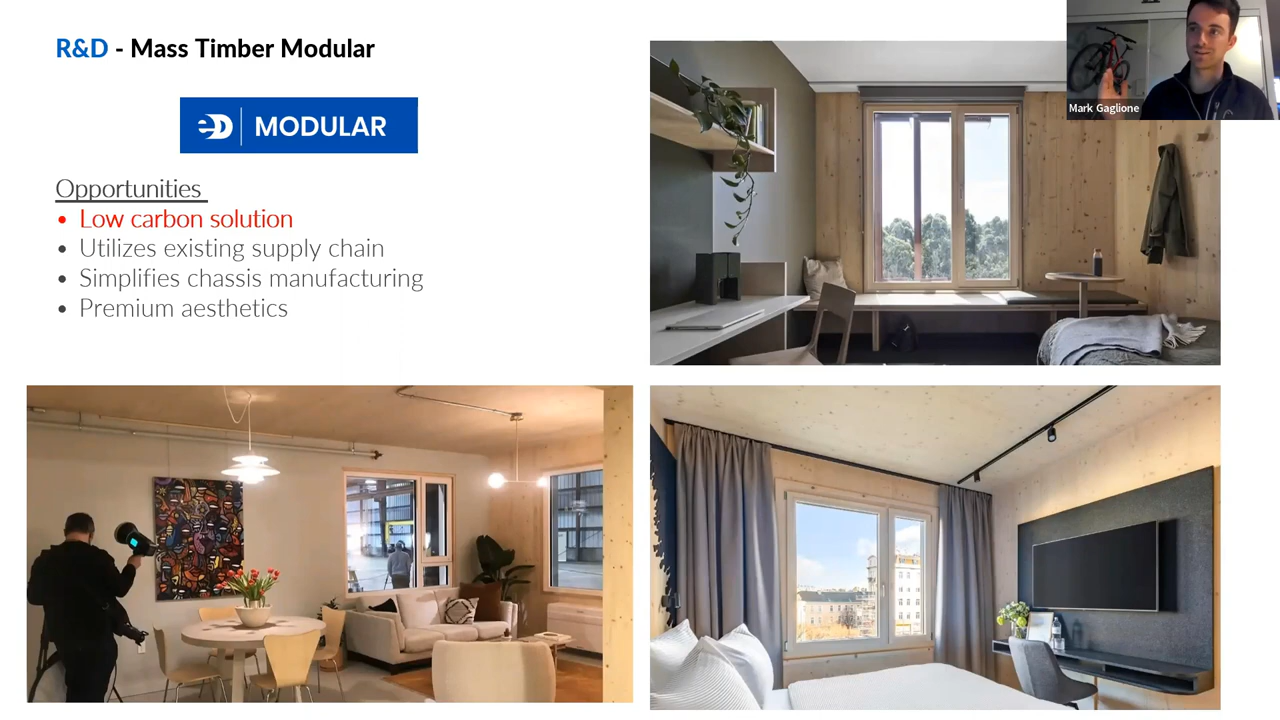 R&D - Mass Timber Modular
MODULAR
Opportunities
• Low carbon solution
• Utilizes existing supply chain
• Simplifies chassis manufacturing
• Premium aesthetics
Mark Gaglione